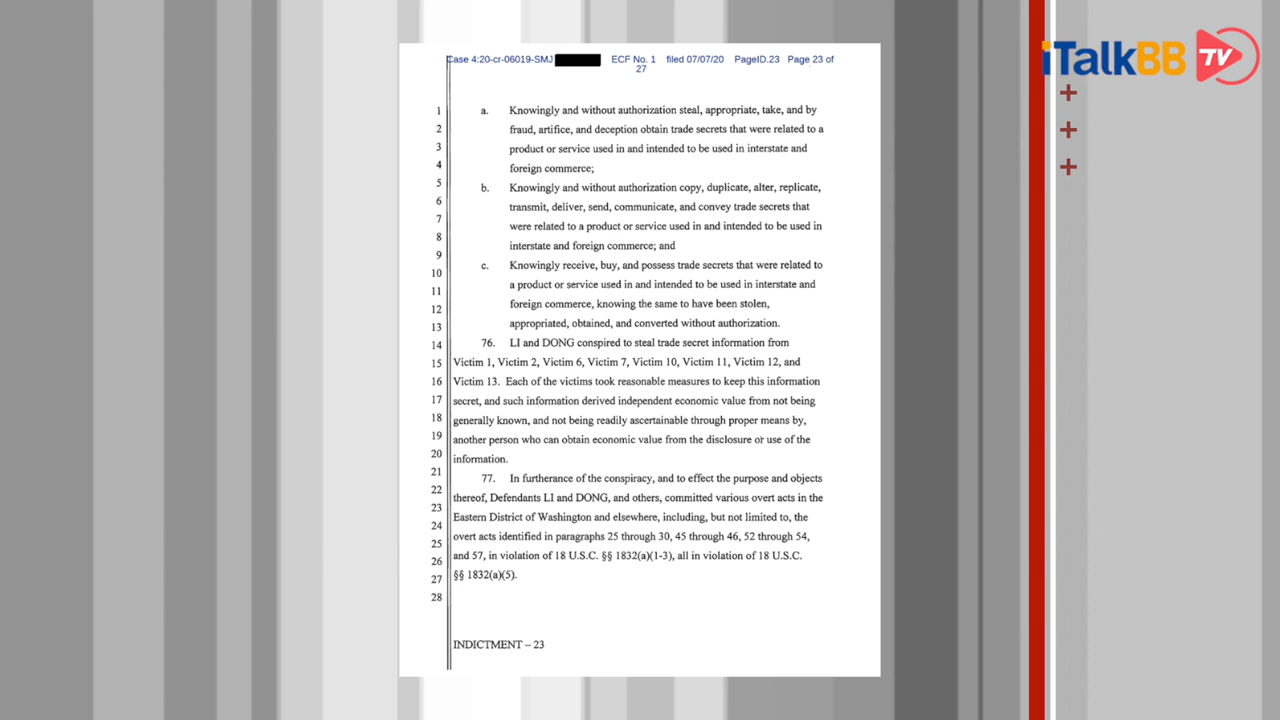 iTalkBB TV
Case 4:20-cr-06019-SMJ ECF No. 1 filed 07/07/20 PageID.23 Page 23 of
27
1 a. Knowingly and without authorization steal, appropriate, take, and by
2 fraud, artifice, and deception obtain trade secrets that were related to a
3 product or service used in and intended to be used in interstate and
4 foreign commerce;
5 b. Knowingly and without authorization copy, duplicate, alter, replicate,
6 transmit, deliver, send, communicate, and convey trade secrets that
7 were related to a product or service used in and intended to be used in
8 interstate and foreign commerce; and
9 c. Knowingly receive, buy, and possess trade secrets that were related to
10 a product or service used in and intended to be used in interstate and
11 foreign commerce, knowing the same to have been stolen,
12 appropriated, obtained, and converted without authorization.
13 76. LI and DONG conspired to steal trade secret information from
14 Victim 1, Victim 2, Victim 6, Victim 7, Victim 10, Victim 11, Victim 12, and
15 Victim 13. Each of the victims took reasonable measures to keep this information
16 secret, and such information derived independent economic value from not being
17 generally known, and not being readily ascertainable through proper means by,
18 another person who can obtain economic value from the disclosure or use of the
19 information.
20 77. In furtherance of the conspiracy, and to effect the purpose and objects
21 thereof, Defendants LI and DONG, and others, committed various overt acts in the
22 Eastern District of Washington and elsewhere, including, but not limited to, the
23 overt acts identified in paragraphs 25 through 30, 45 through 46, 52 through 54,
24 and 57, in violation of 18 U.S.C. §§ 1832(a)(1-3), all in violation of 18 U.S.C.
25 §§ 1832(a)(5).
26
27
28
INDICTMENT – 23